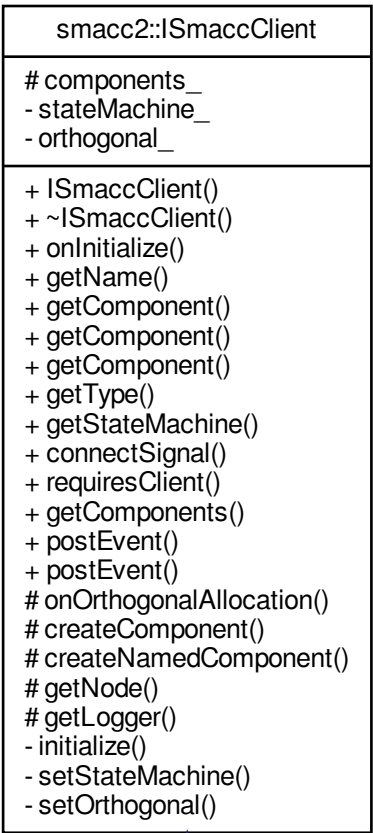 smacc2::ISmaccClient
# components_
- stateMachine_
- orthogonal_
+ ISmaccClient()
+ ~ISmaccClient()
+ onInitialize()
+ getName()
+ getComponent()
+ getComponent()
+ getComponent()
+ getType()
+ getStateMachine()
+ connectSignal()
+ requiresClient()
+ getComponents()
+ postEvent()
+ postEvent()
# onOrthogonalAllocation()
# createComponent()
# createNamedComponent()
# getNode()
# getLogger()
- initialize()
- setStateMachine()
- setOrthogonal()